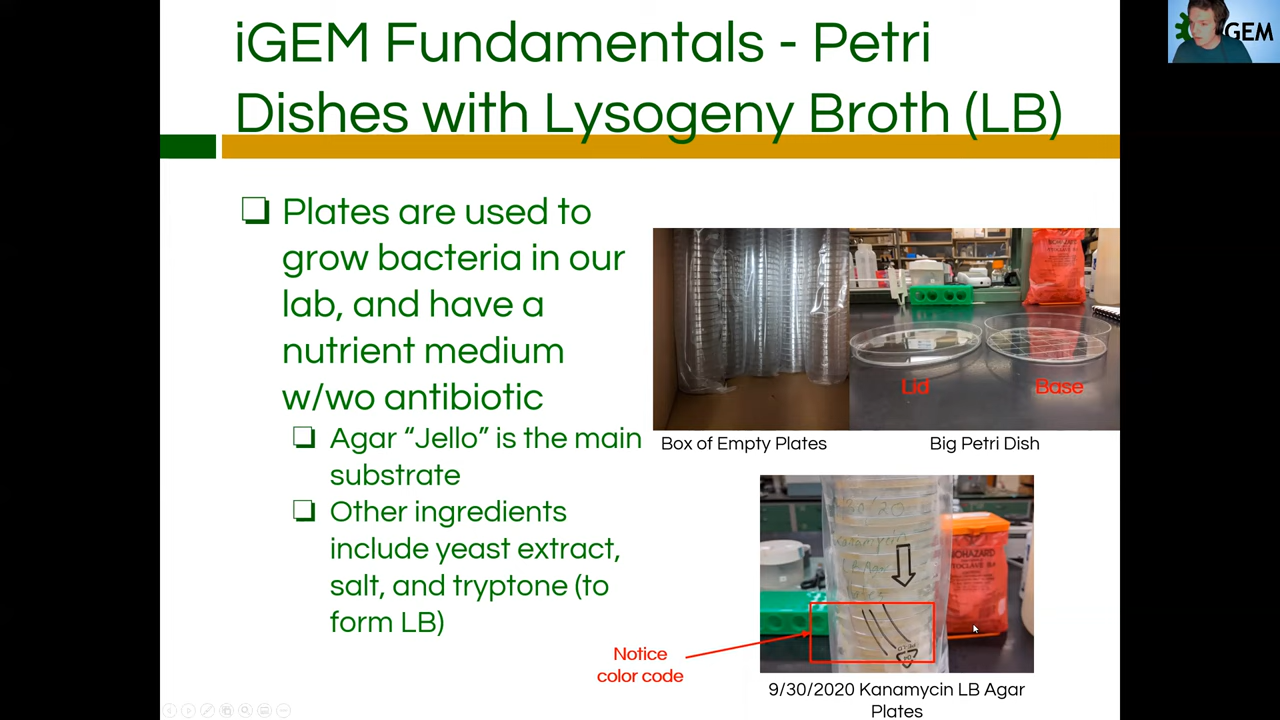 iGEM Fundamentals - Petri
Dishes with Lysogeny Broth (LB)
GEM
Plates are used to
grow bacteria in our
lab, and have a
nutrient medium
w/wo antibiotic
Agar “Jello” is the main
substrate
Other ingredients
include yeast extract,
salt, and tryptone (to
form LB)
BIOHAZARD
Lid
Base
Box of Empty Plates
Big Petri Dish
Kanamycin
BIOHAZARD
Notice
color code
9/30/2020 Kanamycin LB Agar
Plates